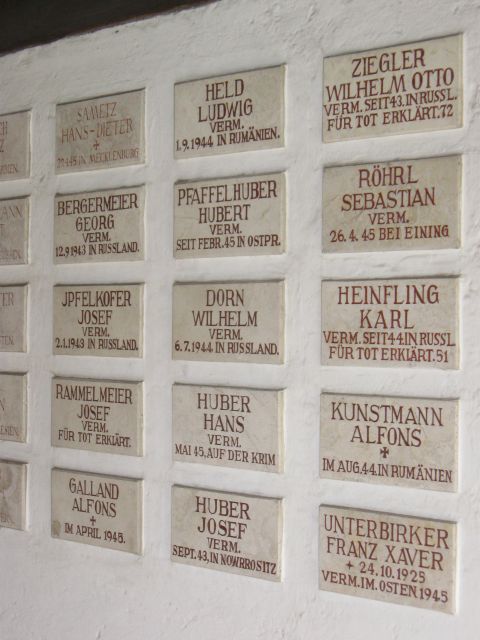 SAMETZ
HANS-DIETER
IN MECKLENBURG
BERGERMEIER
GEORG
VERM.
12.9.1943 IN RUSSLAND.
JPFELKOFER
JOSEF
VERM.
2.1.1943 IN RUSSLAND.
RAMMELMEIER
JOSEF
VERM.
FÜR TOT ERKLÄRT.
GALLAND
ALFONS
IM APRIL 1945.
HELD
LUDWIG
VERM.
1.9.1944 IN RUMÄNIEN.
PFAFFELHUBER
HUBERT
VERM.
SEIT FEBR.45 IN OSTPR.
DORN
WILHELM
VERM.
6.7.1944 IN RUSSLAND.
HUBER
HANS
VERM.
MAI 45, AUF DER KRIM
HUBER
JOSEF
VERM.
SEPT.43, IN NOWRROSITZ
ZIEGLER
WILHELM OTTO
VERM. SEIT43. IN RUSSL.
FÜR TOT ERKLÄRT. 72
RÖHRL
SEBASTIAN
VERM.
26. 4. 45 BEI EINING
HEINFLING
KARL
VERM. SEIT44. IN RUSSL.
FÜR TOT ERKLÄRT. 51
KUNSTMANN
ALFONS
IM AUG.44. IN RUMÄNIEN
UNTERBIRKER
FRANZ XAVER
+ 24.10.1925
VERM. IM. OSTEN 1945